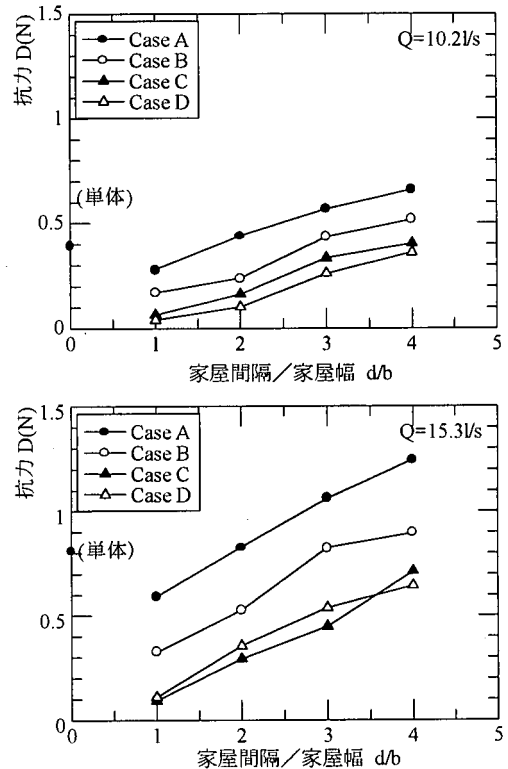 1.5
Case A
Case B
Case C
Case D
Q=10.2l/s
抗力 D(N)
1
(単体)
0.5
0
0 1 2 3 4 5
家屋間隔／家屋幅 d/b
1.5
Case A
Case B
Case C
Case D
Q=15.3l/s
抗力 D(N)
1
(単体)
0.5
0
0 1 2 3 4 5
家屋間隔／家屋幅 d/b